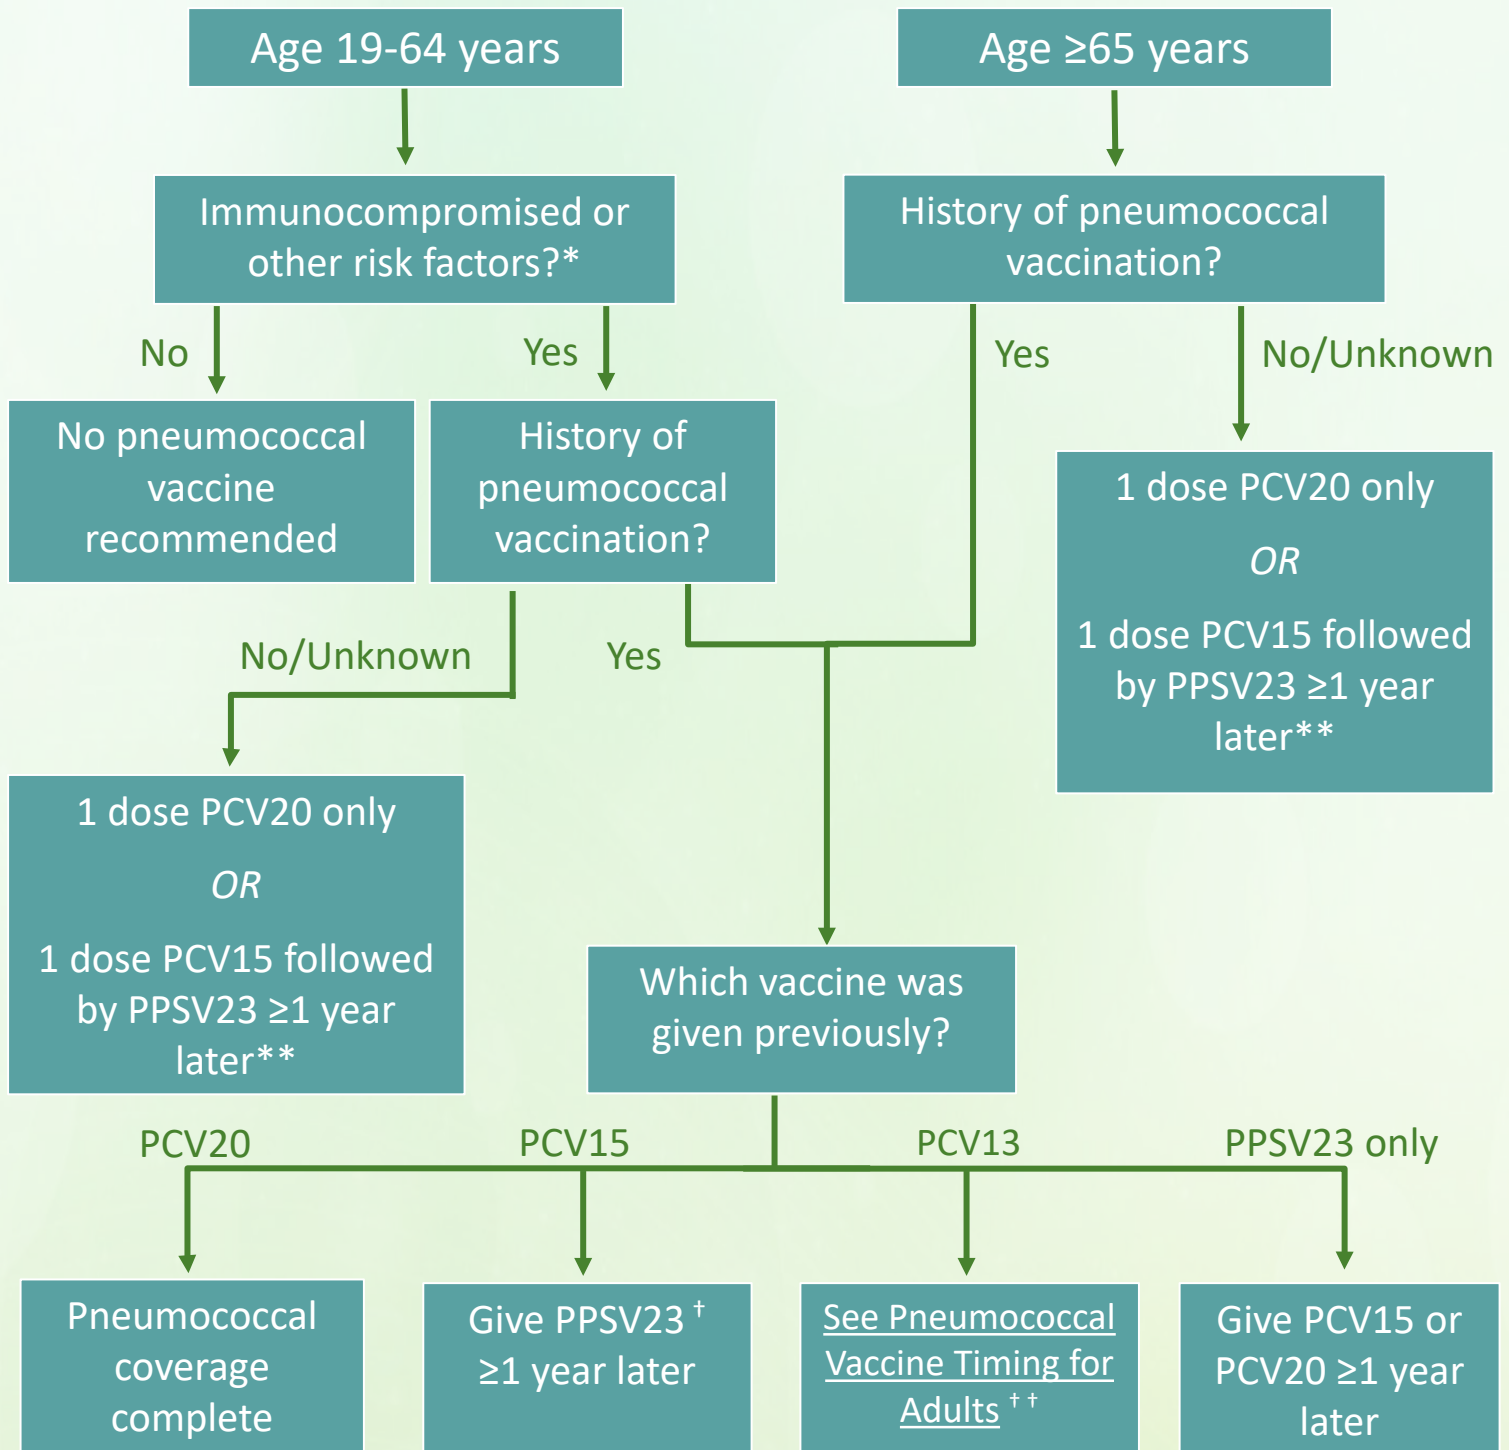 Age 19-64 years
Age ≥65 years
Immunocompromised or
other risk factors?*
History of pneumococcal
vaccination?
No
Yes
Yes
No/Unknown
No pneumococcal
vaccine
recommended
History of
pneumococcal
vaccination?
1 dose PCV20 only
OR
1 dose PCV15 followed
by PPSV23 ≥1 year
later**
No/Unknown
Yes
1 dose PCV20 only
OR
1 dose PCV15 followed
by PPSV23 ≥1 year
later**
Which vaccine was
given previously?
PCV20
PCV15
PCV13
PPSV23 only
Pneumococcal
coverage
complete
Give PPSV23 †
≥1 year later
See Pneumococcal
Vaccine Timing for
Adults † †
Give PCV15 or
PCV20 ≥1 year
later